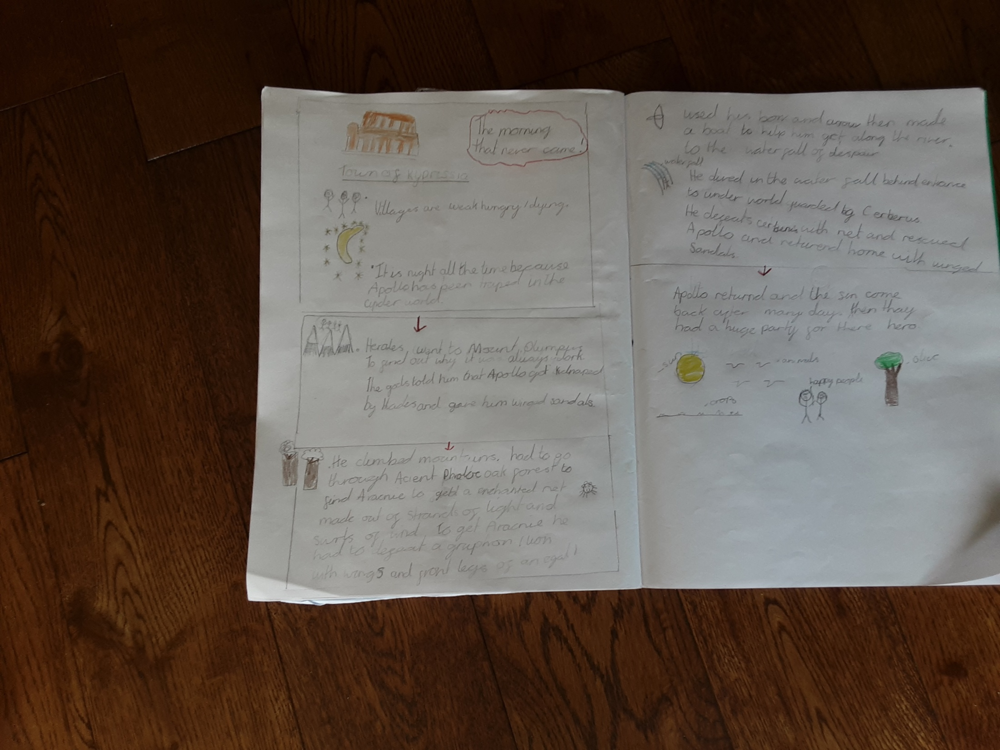 The morning
that never came!
Town of Kyprissia
Villages are weak hungry / dying.
• It is night all the time because
Apollo has been traped in the
under world.
Herales went to Mount Olympus
To find out why it was always dark.
The gods told him that Apollo got kidnaped
by Hades and gave him winged sandals.
He climbed mountains. had to go
through Acient Pholoe oak forest to
find Aracnie to get a enchanted net
made out of strands of light and
of wind. To get Aracnie he
had to defeat a gruphon / lion
with wings and front legs of an egal /
used his bow and arrow then made
a boat to help him get along the river.
to the waterfall of despair
waterfall
He dived in the water fall behind entrance
to under world guarded by Cerberus.
He defeats cerberus with net and rescued
Apollo and returend home with winged
Sandals.
Apollo returnd and the sun come
back after many day. then thay
had a huge party for there hero
sun
animals
happy people
crops